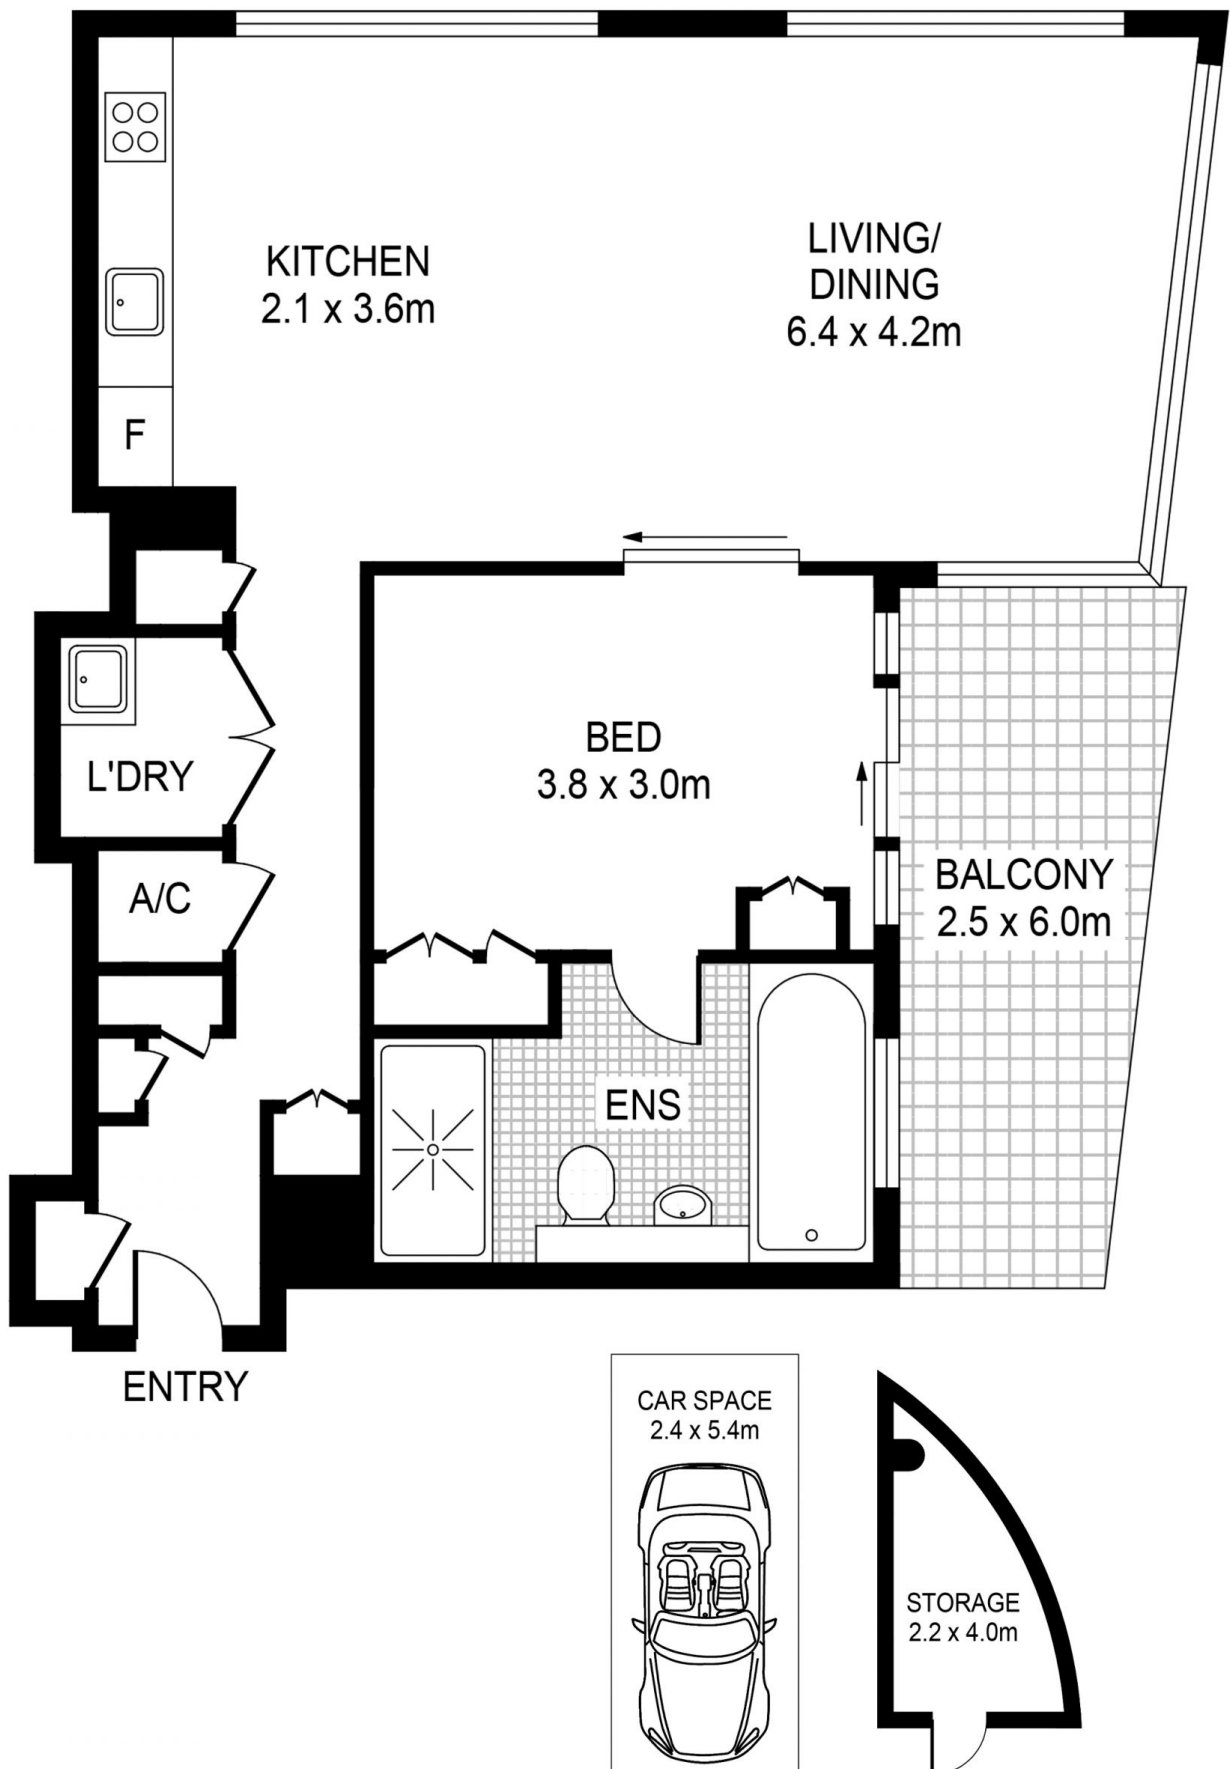 KITCHEN
2.1 x 3.6m
LIVING/
DINING
6.4 x 4.2m
F
L'DRY
BED
3.8 x 3.0m
A/C
BALCONY
2.5 x 6.0m
ENS
ENTRY
CAR SPACE
2.4 x 5.4m
STORAGE
2.2 x 4.0m